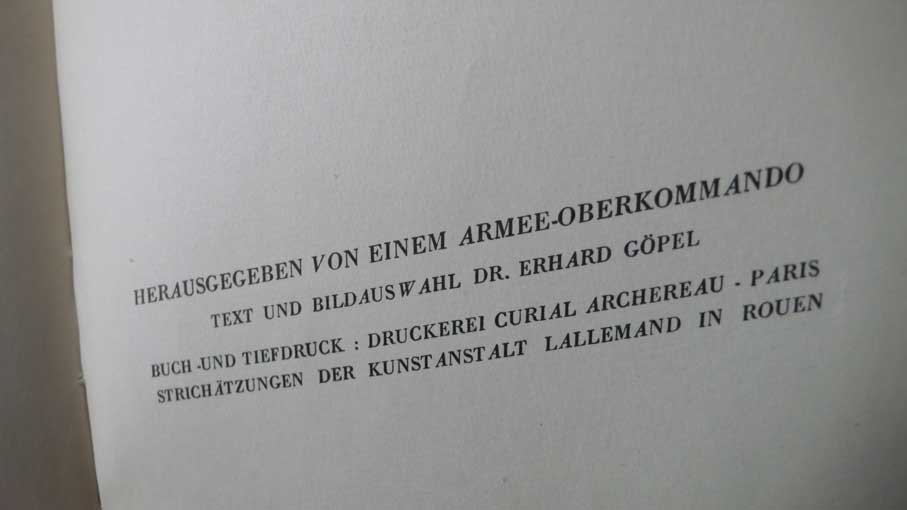 HERAUSGEGEBEN VON EINEM ARMEE-OBERKOMMANDO
TEXT UND BILDAUSWAHL DR. ERHARD GÖPEL
BUCH-UND TIEFDRUCK : DRUCKEREI CURIAL ARCHEREAU - PARIS
STRICHÄTZUNGEN DER KUNSTANSTALT LALLEMAND IN ROUEN